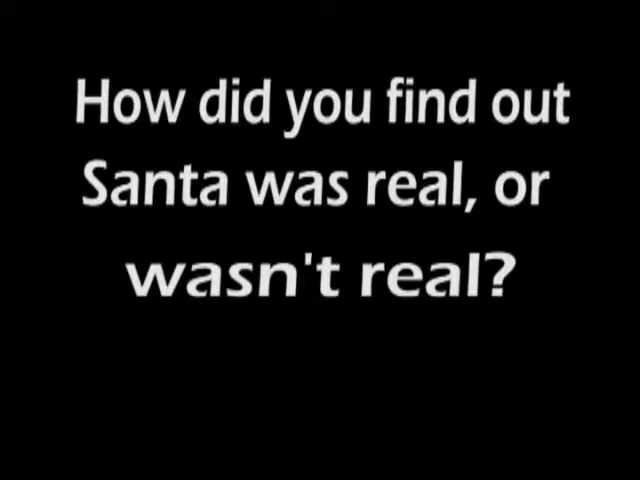 How did you find out
Santa was real, or
wasn't real?